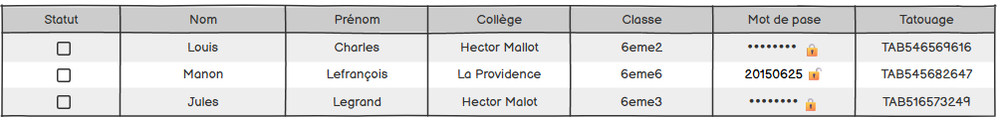 Statut Nom Prénom Collège Classe Mot de pase Tatouage
Louis Charles Hector Mallot 6eme2 •••••••• TAB546569616
Manon Lefrançois La Providence 6eme6 20150625 TAB545682647
Jules Legrand Hector Malot 6eme3 •••••••• TAB516573249